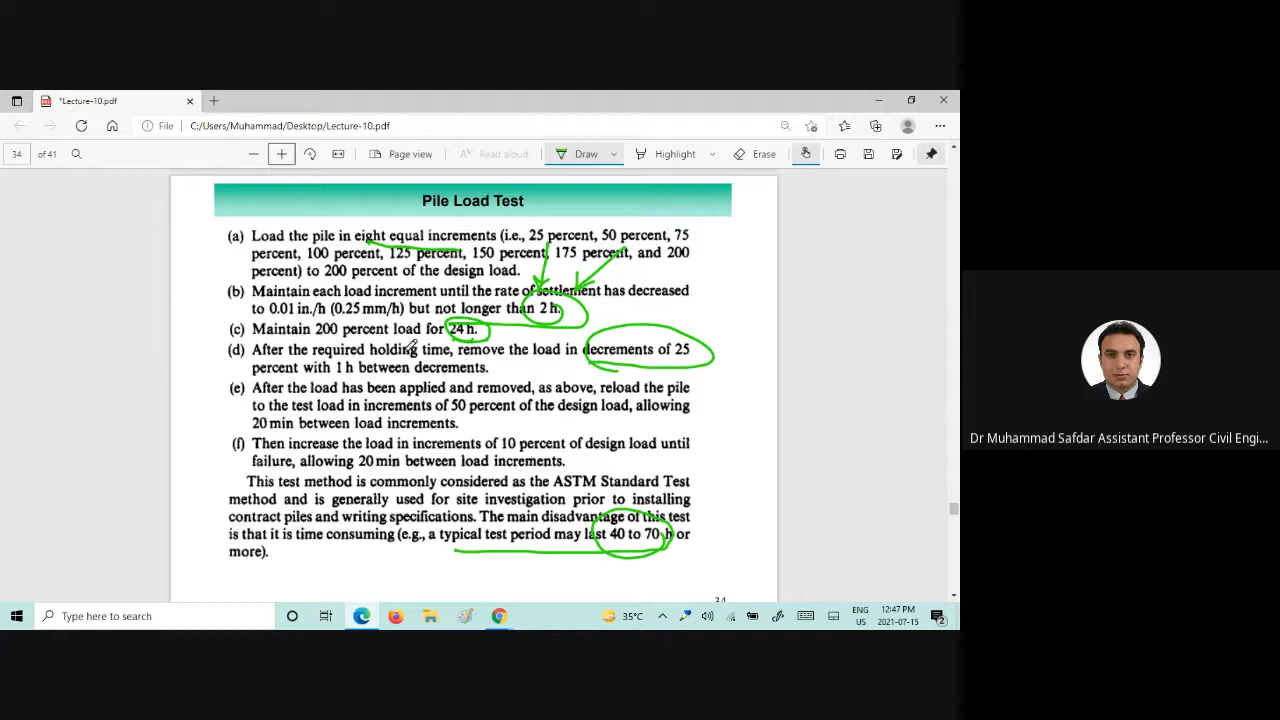 *Lecture-10.pdf
File C:/Users/Muhammad/Desktop/Lecture-10.pdf
34 of 41 Page view Read aloud Draw Highlight Erase
Pile Load Test
(a) Load the pile in eight equal increments (i.e., 25 percent, 50 percent, 75
percent, 100 percent, 125 percent, 150 percent, 175 percent, and 200
percent) to 200 percent of the design load.
(b) Maintain each load increment until the rate of settlement has decreased
to 0.01 in./h (0.25 mm/h) but not longer than 2 h.
(c) Maintain 200 percent load for 24 h.
(d) After the required holding time, remove the load in decrements of 25
percent with 1 h between decrements.
(e) After the load has been applied and removed, as above, reload the pile
to the test load in increments of 50 percent of the design load, allowing
20 min between load increments.
(f) Then increase the load in increments of 10 percent of design load until
failure, allowing 20 min between load increments.
This test method is commonly considered as the ASTM Standard Test
method and is generally used for site investigation prior to installing
contract piles and writing specifications. The main disadvantage of this test
is that it is time consuming (e.g., a typical test period may last 40 to 70 h or
more).
34
Dr Muhammad Safdar Assistant Professor Civil Engi...
Type here to search
35°C
ENG
US
12:47 PM
2021-07-15
2